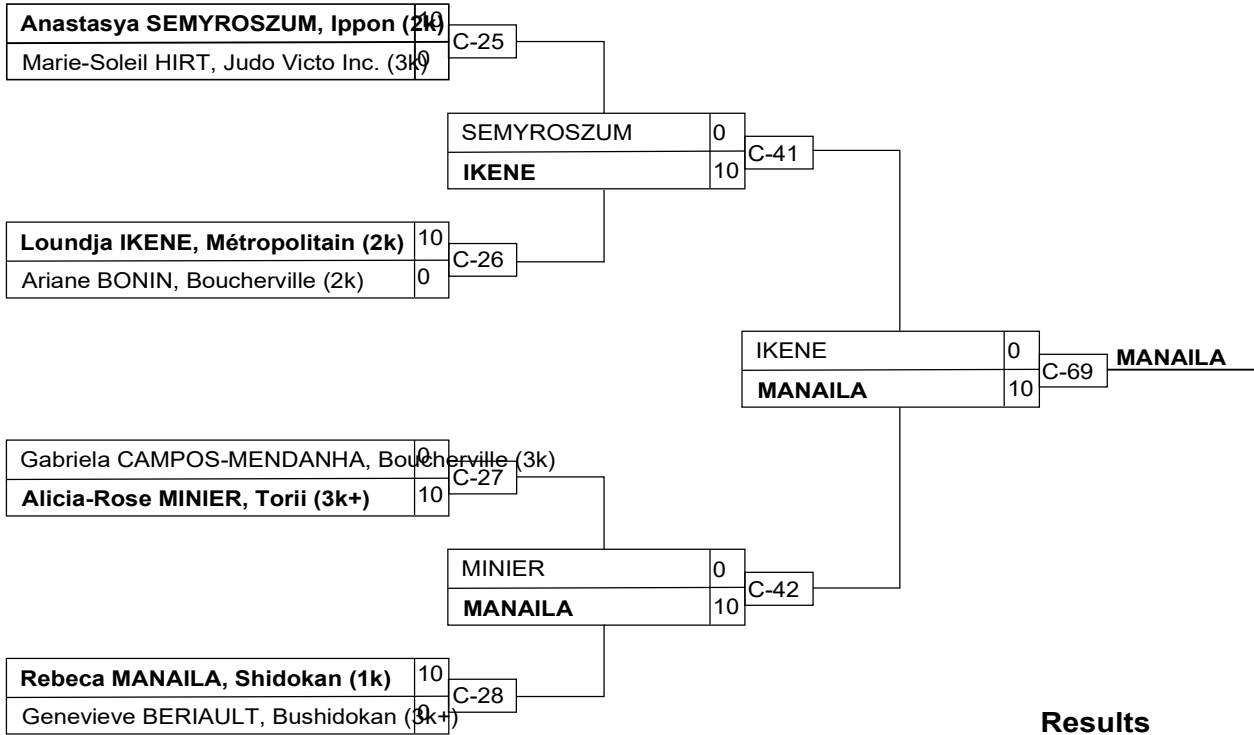 Anastasya SEMYROSZUM, Ippon (2k) 10
C-25
Marie-Soleil HIRT, Judo Victo Inc. (3k) 0
SEMYROSZUM 0
C-41
IKENE 10
Loundja IKENE, Métropolitain (2k) 10
C-26
Ariane BONIN, Boucherville (2k) 0
IKENE 0
C-69 MANAILA
MANAILA 10
Gabriela CAMPOS-MENDANHA, Boucherville (3k) 0
C-27
Alicia-Rose MINIER, Torii (3k+) 10
MINIER 0
C-42
MANAILA 10
Rebeca MANAILA, Shidokan (1k) 10
C-28
Genevieve BERIAULT, Bushidokan (3k+) 0
Results